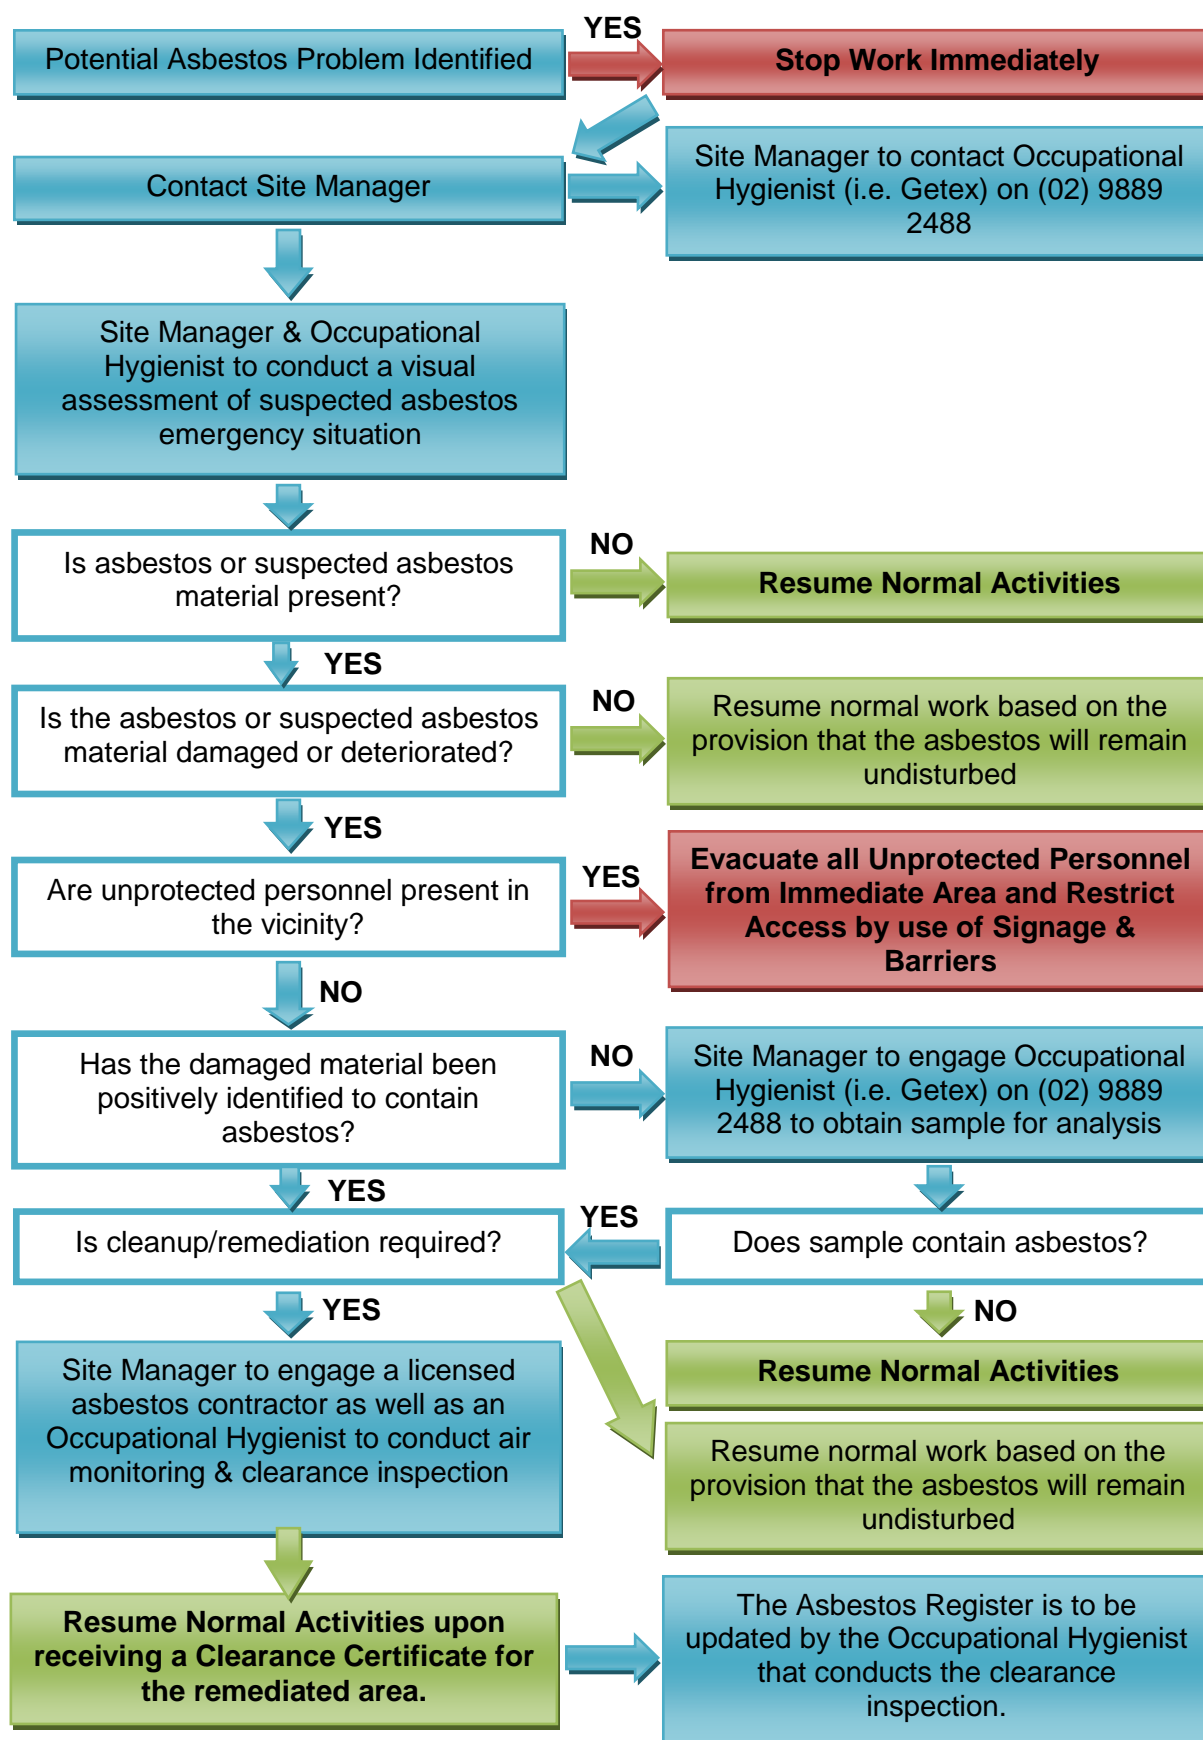 YES
Potential Asbestos Problem Identified
Stop Work Immediately
Contact Site Manager
Site Manager to contact Occupational
Hygienist (i.e. Getex) on (02) 9889
2488
Site Manager & Occupational
Hygienist to conduct a visual
assessment of suspected asbestos
emergency situation
Is asbestos or suspected asbestos
material present?
NO
Resume Normal Activities
YES
Is the asbestos or suspected asbestos
material damaged or deteriorated?
NO
Resume normal work based on the
provision that the asbestos will remain
undisturbed
YES
Are unprotected personnel present in
the vicinity?
YES
Evacuate all Unprotected Personnel
from Immediate Area and Restrict
Access by use of Signage &
Barriers
NO
Has the damaged material been
positively identified to contain
asbestos?
NO
Site Manager to engage Occupational
Hygienist (i.e. Getex) on (02) 9889
2488 to obtain sample for analysis
YES
Is cleanup/remediation required?
YES
Does sample contain asbestos?
YES
NO
Site Manager to engage a licensed
asbestos contractor as well as an
Occupational Hygienist to conduct air
monitoring & clearance inspection
Resume Normal Activities
Resume normal work based on the
provision that the asbestos will remain
undisturbed
Resume Normal Activities upon
receiving a Clearance Certificate for
the remediated area.
The Asbestos Register is to be
updated by the Occupational Hygienist
that conducts the clearance
inspection.